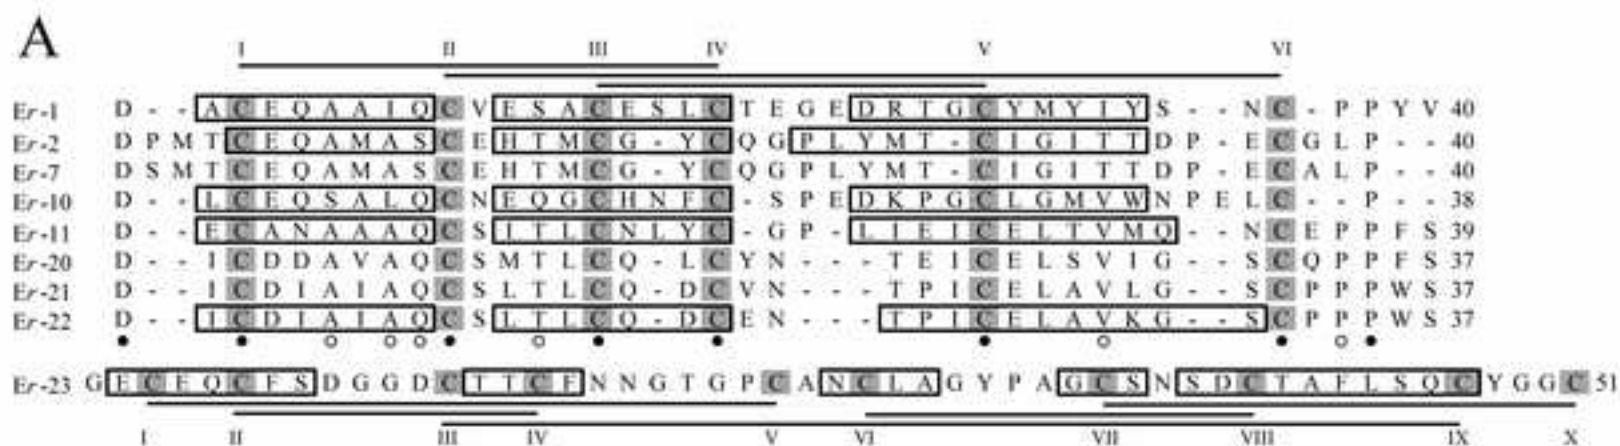 A
I II III IV V VI
Er-1 D - - A C E Q A A I Q C V E S A C E S L C T E G E D R T G C Y M Y I Y S - - N C - P P Y V 40
Er-2 D P M T C E Q A M A S C E H T M C G - Y C Q G P L Y M T - C I G I T T D P - E C G L P - - 40
Er-7 D S M T C E Q A M A S C E H T M C G - Y C Q G P L Y M T - C I G I T T D P - E C A L P - - 40
Er-10 D - - L C E Q S A L Q C N E Q G C H N F C - S P E D K P G C L G M V W N P E L C - - P - - 38
Er-11 D - - E C A N A A A Q C S I T L C N L Y C - G P - L I E I C E L T V M Q - - N C E P P F S 39
Er-20 D - - I C D D A V A Q C S M T L C Q - L C Y N - - - T E I C E L S V I G - - S C Q P P F S 37
Er-21 D - - I C D I A I A Q C S L T L C Q - D C V N - - - T P I C E L A V L G - - S C P P P W S 37
Er-22 D - - I C D I A I A Q C S L T L C Q - D C E N - - - T P I C E L A V K G - - S C P P P W S 37
Er-23 G E C E Q C F S D G G D C T T C F N N G T G P C A N C L A G Y P A G C S N S D C T A F L S Q C Y G G C 51
I II III IV V VI VII VIII IX X